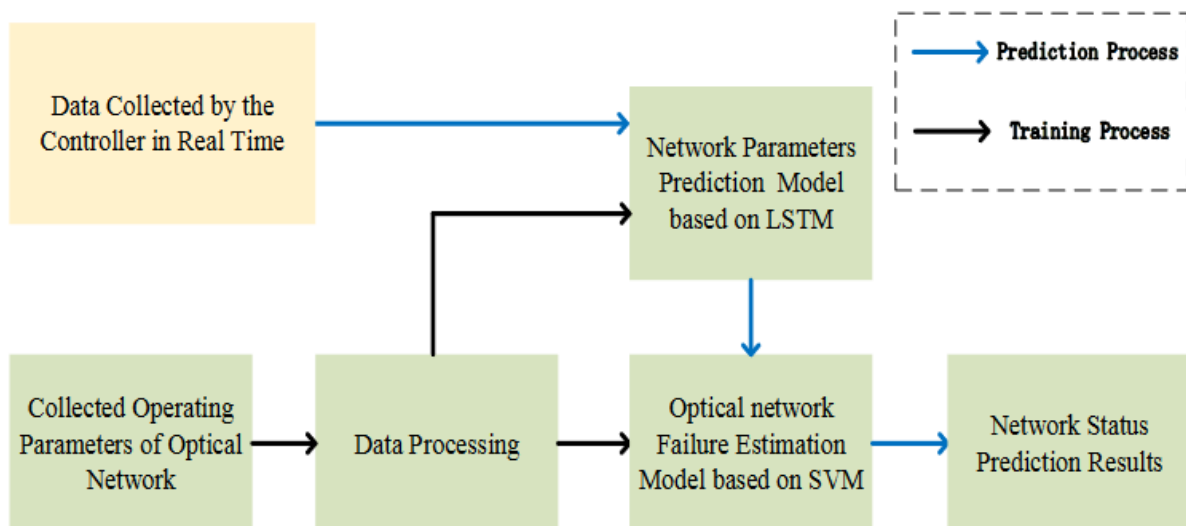 Data Collected by the
Controller in Real Time
Prediction Process
Training Process
Network Parameters
Prediction Model
based on LSTM
Collected Operating
Parameters of Optical
Network
Data Processing
Optical network
Failure Estimation
Model based on SVM
Network Status
Prediction Results